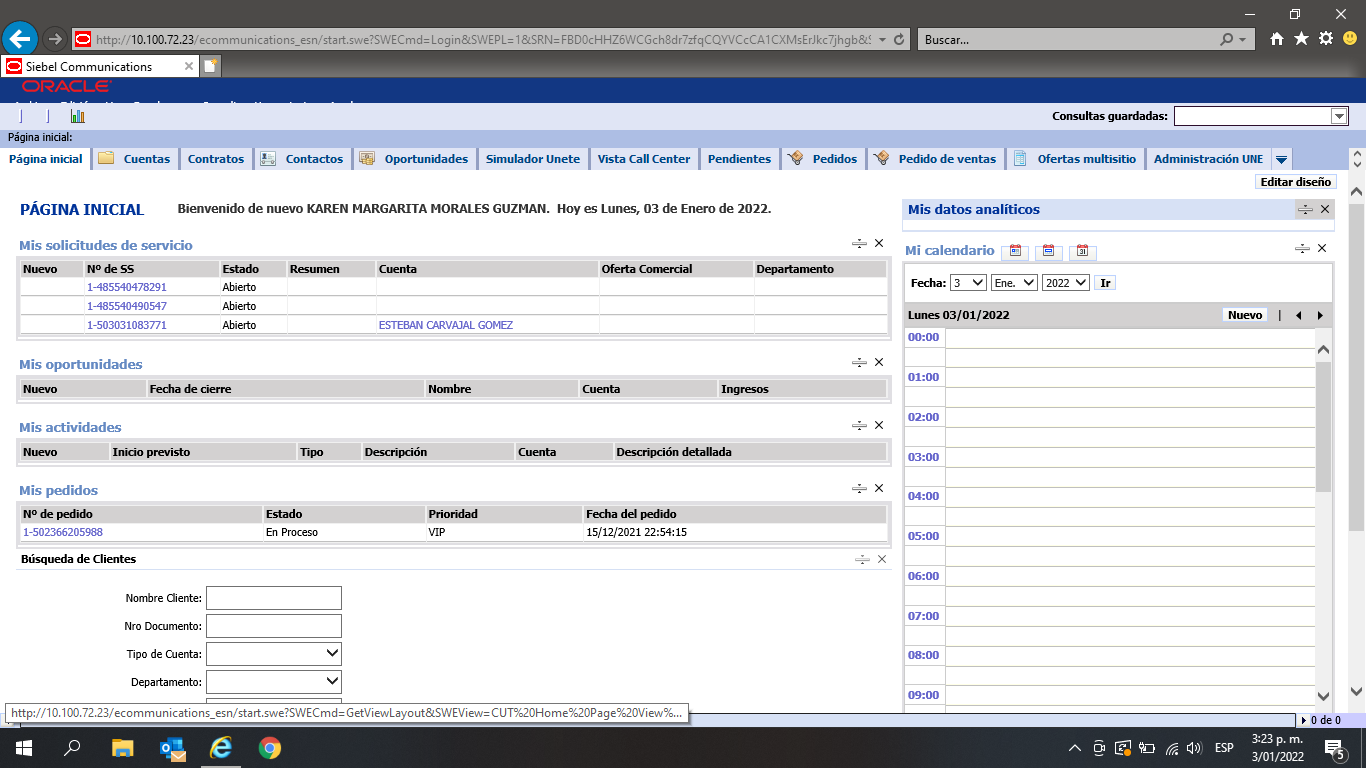 http://10.100.72.23/ecommunications_esn/start.swe?SWECmd=Login&SWEPL=1&SRN=FBD0cHHZ6WCGch8dr7zfqCQYVCcCA1CXMsErJkc7jhgb&S
Buscar...
Siebel Communications
ORACLE
Consultas guardadas:
Página inicial:
Página inicial Cuentas Contratos Contactos Oportunidades Simulador Unete Vista Call Center Pendientes Pedidos Pedido de ventas Ofertas multisitio Administración UNE
Editar diseño
PÁGINA INICIAL Bienvenido de nuevo KAREN MARGARITA MORALES GUZMAN. Hoy es Lunes, 03 de Enero de 2022.
Mis solicitudes de servicio
Nuevo Nº de SS Estado Resumen Cuenta Oferta Comercial Departamento
1-485540478291 Abierto
1-485540490547 Abierto
1-503031083771 Abierto ESTEBAN CARVAJAL GOMEZ
Mis oportunidades
Nuevo Fecha de cierre Nombre Cuenta Ingresos
Mis actividades
Nuevo Inicio previsto Tipo Descripción Cuenta Descripción detallada
Mis pedidos
Nº de pedido Estado Prioridad Fecha del pedido
1-502366205988 En Proceso VIP 15/12/2021 22:54:15
Búsqueda de Clientes
Nombre Cliente:
Nro Documento:
Tipo de Cuenta:
Departamento:
Mis datos analíticos
Mi calendario 31
Fecha: 3 Ene. 2022 Ir
Lunes 03/01/2022 Nuevo |
00:00
01:00
02:00
03:00
04:00
05:00
06:00
07:00
08:00
09:00
http://10.100.72.23/ecommunications_esn/start.swe?SWECmd=GetViewLayout&SWEView=CUT%20Home%20Page%20View%...
0 de 0
ESP
3:23 p. m.
3/01/2022
5